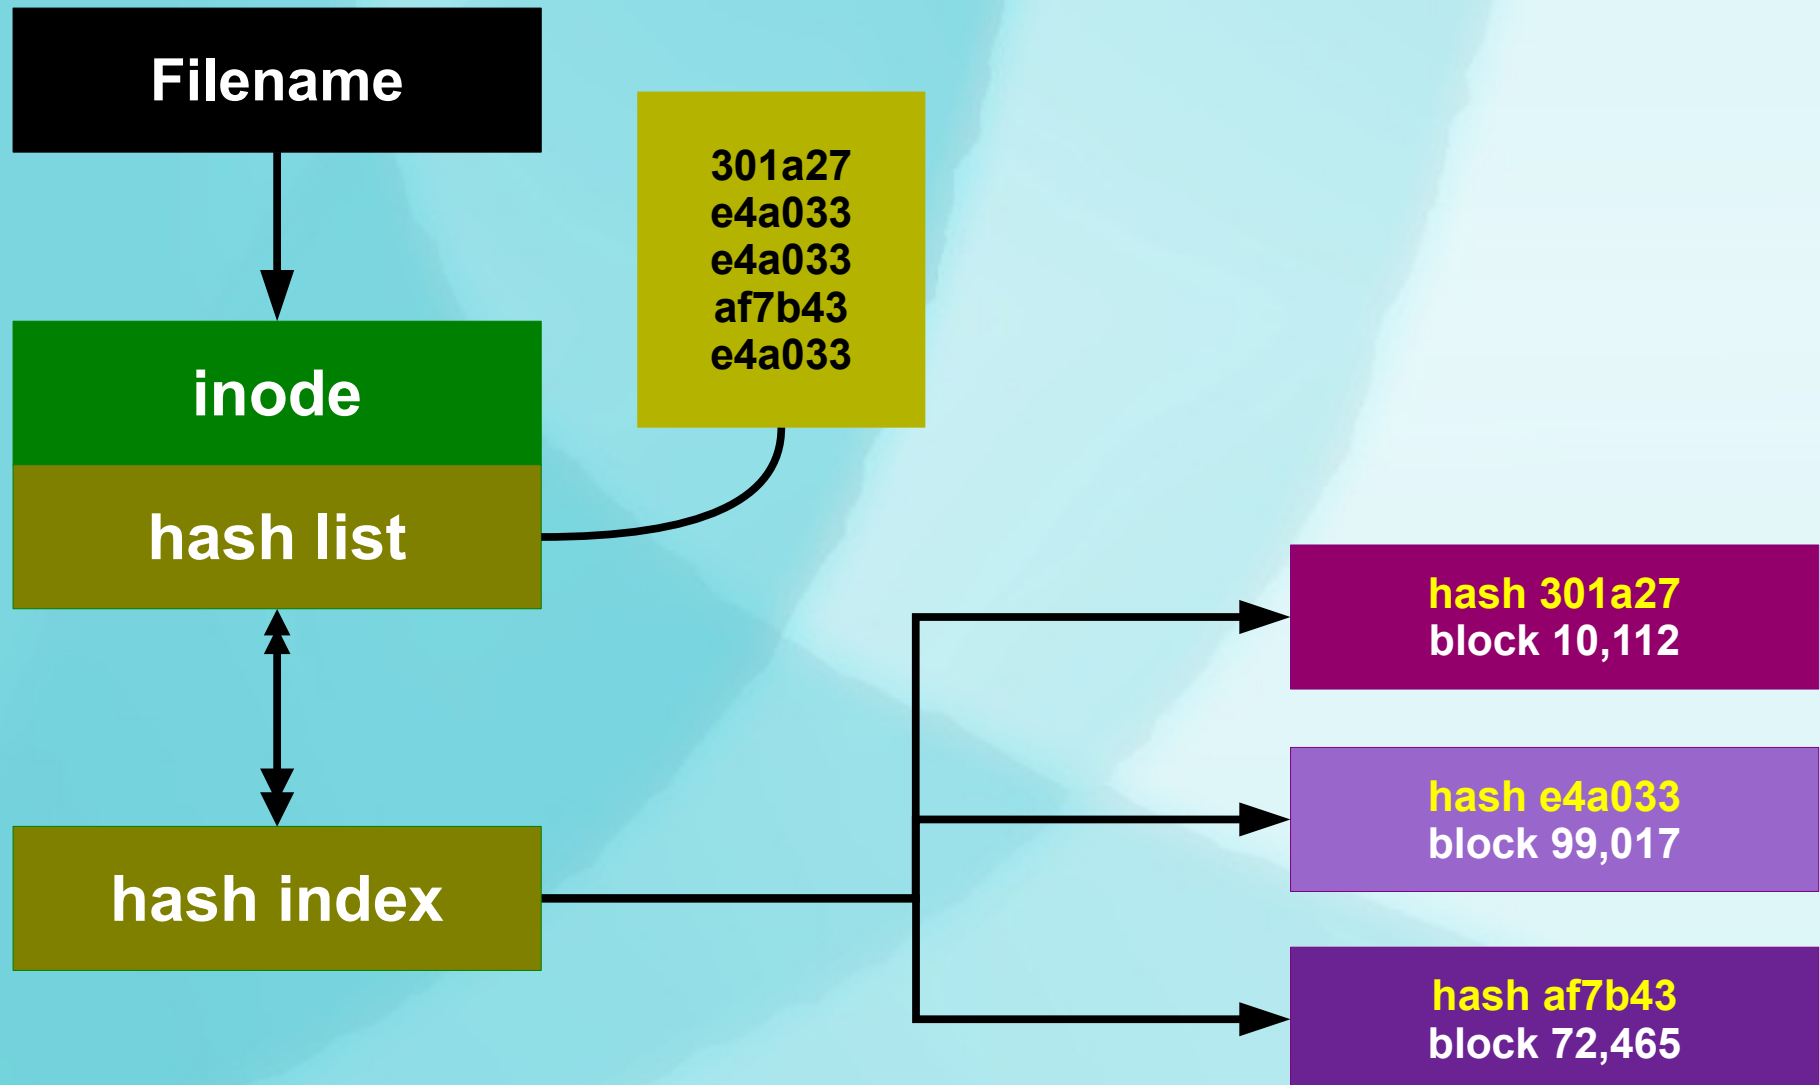 Filename
301a27
e4a033
e4a033
af7b43
e4a033
inode
hash list
hash 301a27
block 10,112
hash e4a033
block 99,017
hash index
hash af7b43
block 72,465